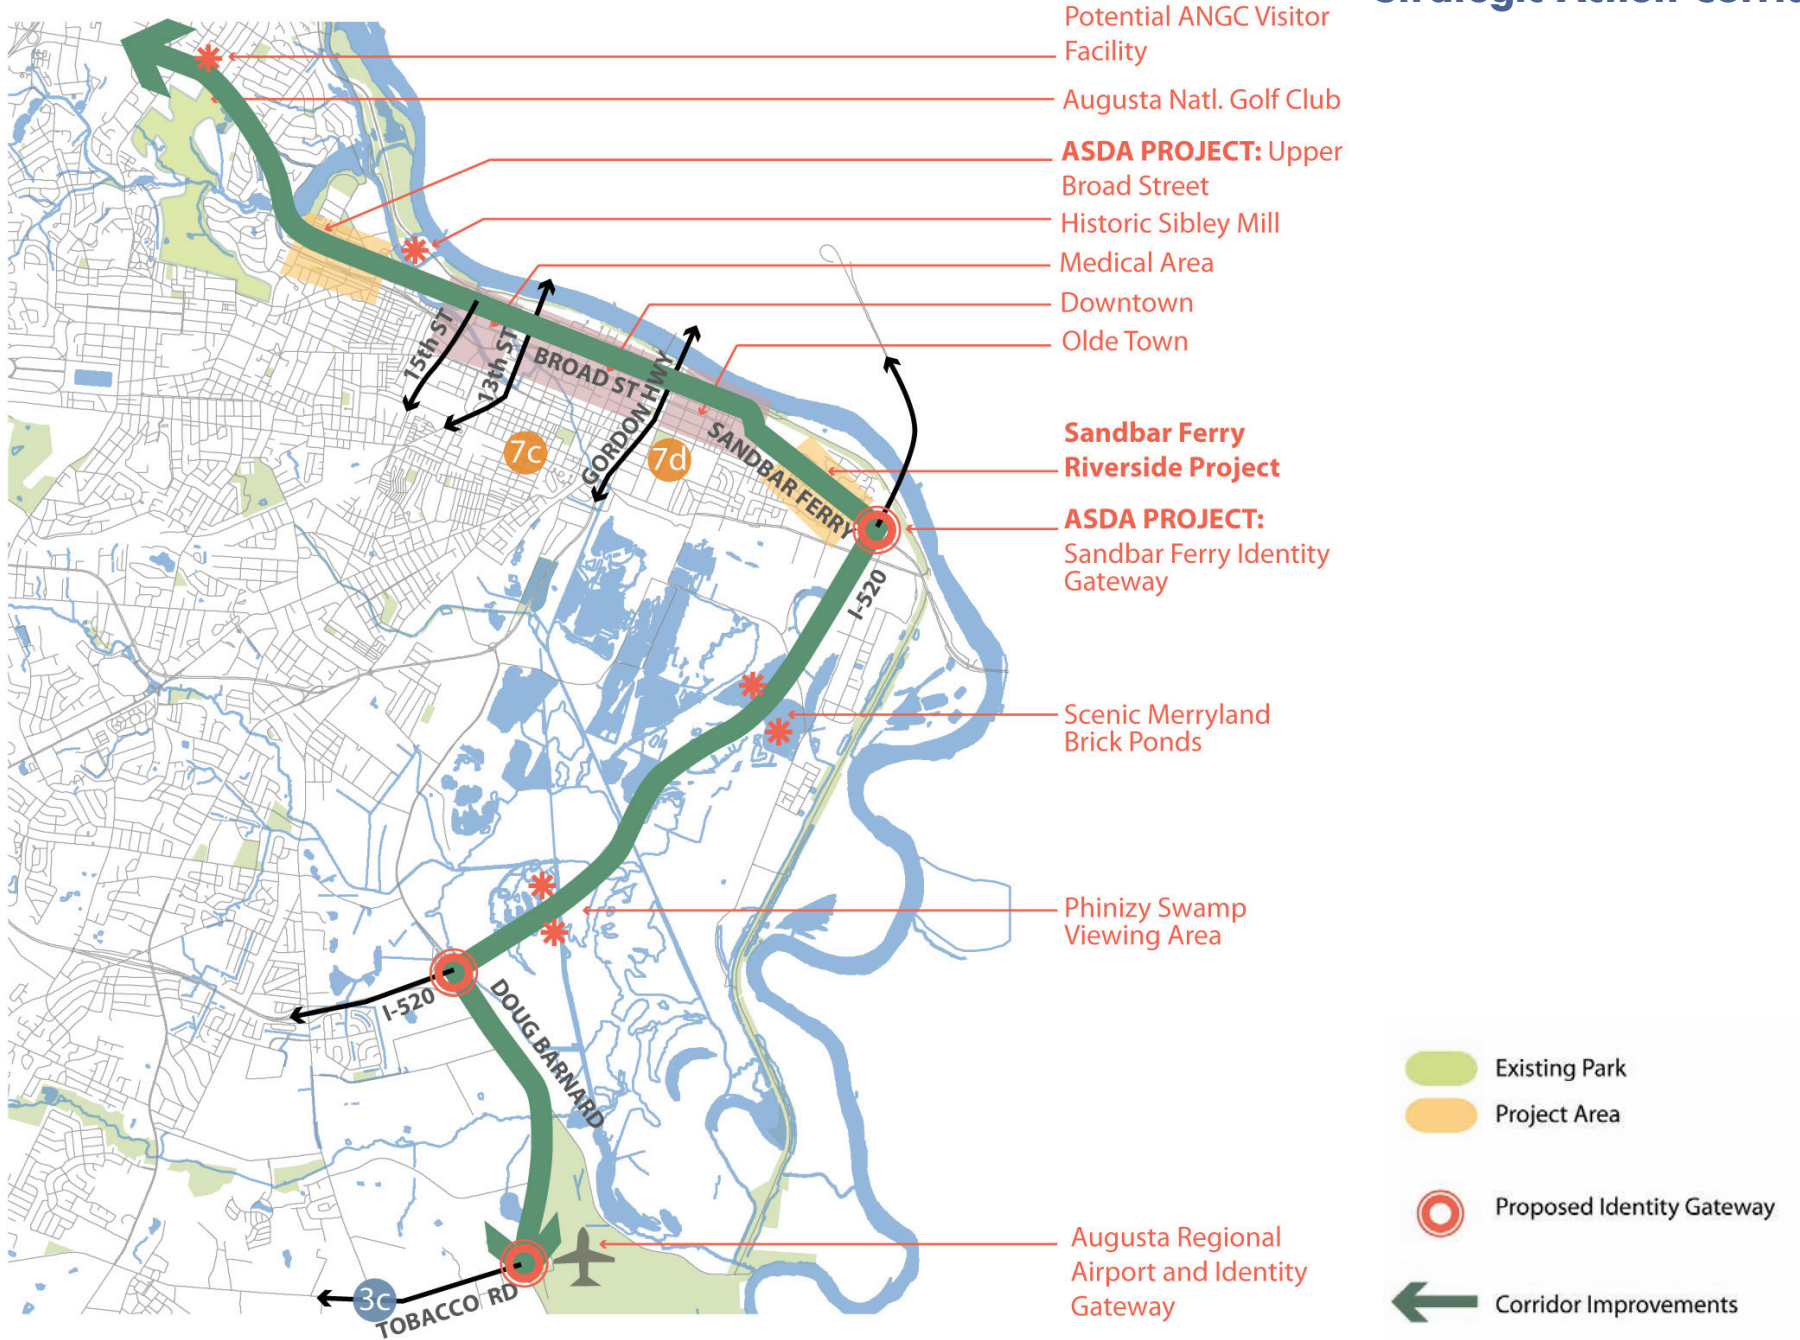 Potential ANGC Visitor
Facility
Augusta Natl. Golf Club
ASDA PROJECT: Upper
Broad Street
Historic Sibley Mill
Medical Area
Downtown
Olde Town
Sandbar Ferry
Riverside Project
ASDA PROJECT:
Sandbar Ferry Identity
Gateway
Scenic Merryland
Brick Ponds
Phinizy Swamp
Viewing Area
Augusta Regional
Airport and Identity
Gateway
15th ST
13th ST
BROAD ST
GORDON HWY
SANDBAR FERRY
7c
7d
I-520
I-520
DOUG BARNARD
3c
TOBACCO RD
Existing Park
Project Area
Proposed Identity Gateway
Corridor Improvements